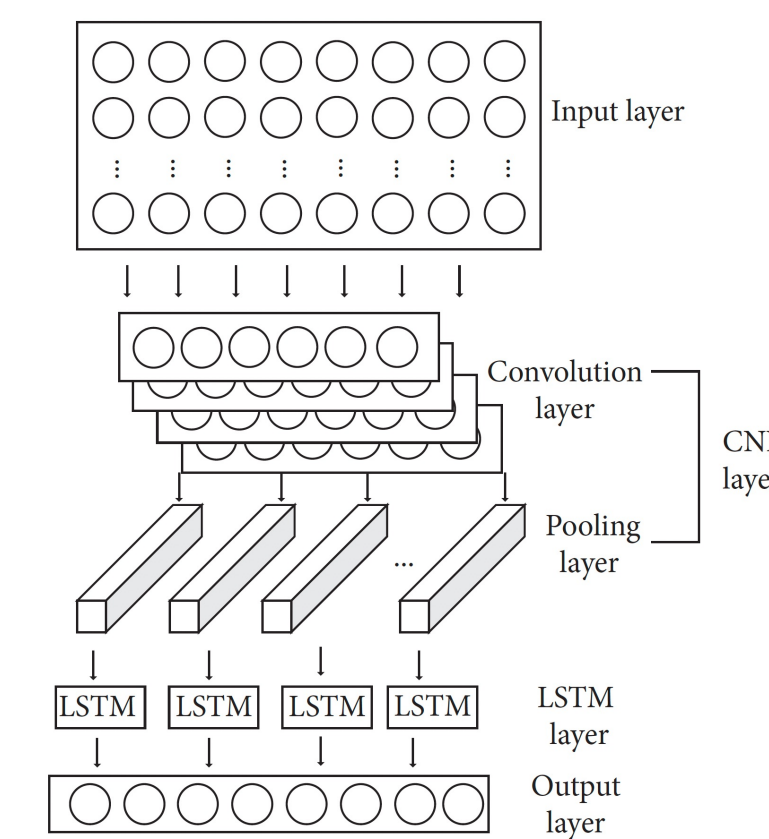 Input layer
⋮ ⋮ ⋮ ⋮ ⋮ ⋮ ⋮ ⋮
Convolution
layer
Pooling
layer
...
LSTM LSTM LSTM LSTM
LSTM
layer
Output
layer